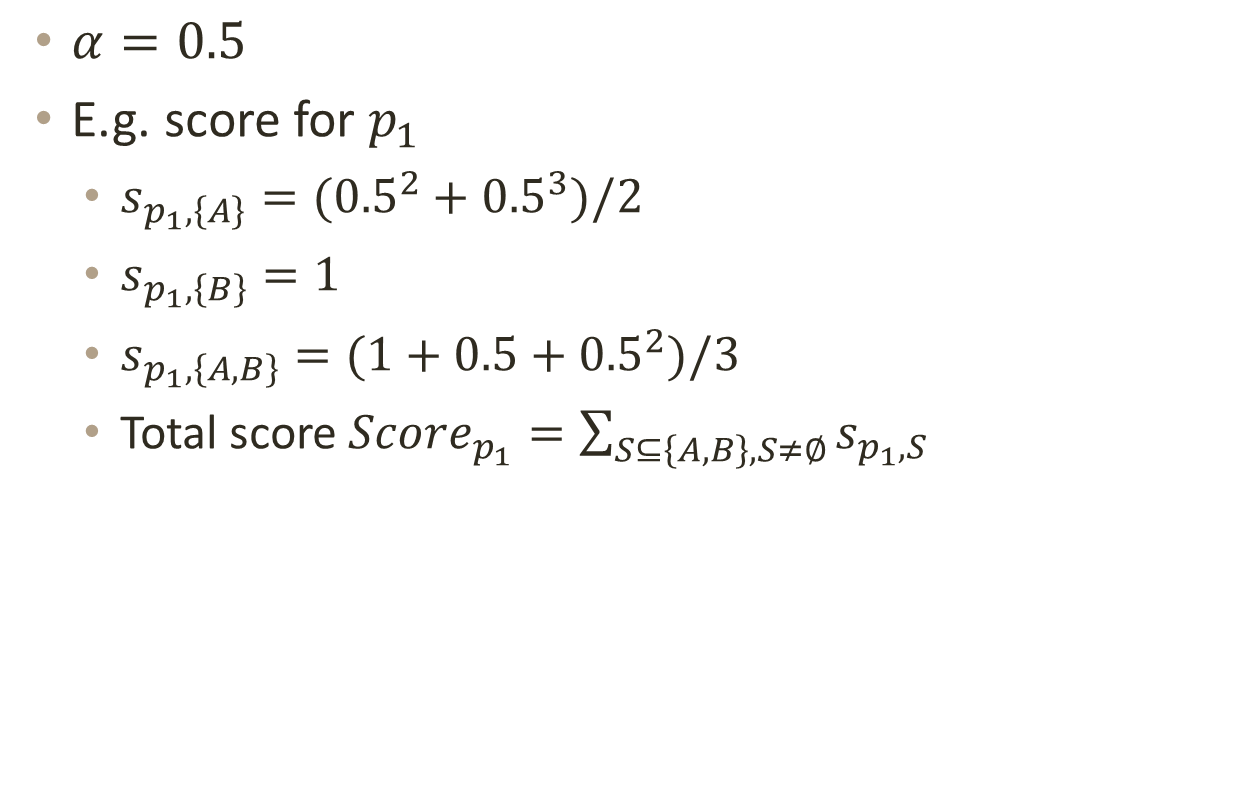 • α = 0.5
• E.g. score for p₁
• s_{p₁,{A}} = (0.5² + 0.5³)/2
• s_{p₁,{B}} = 1
• s_{p₁,{A,B}} = (1 + 0.5 + 0.5²)/3
• Total score Score_{p₁} = ∑_{S⊆{A,B},S≠∅} s_{p₁,S}